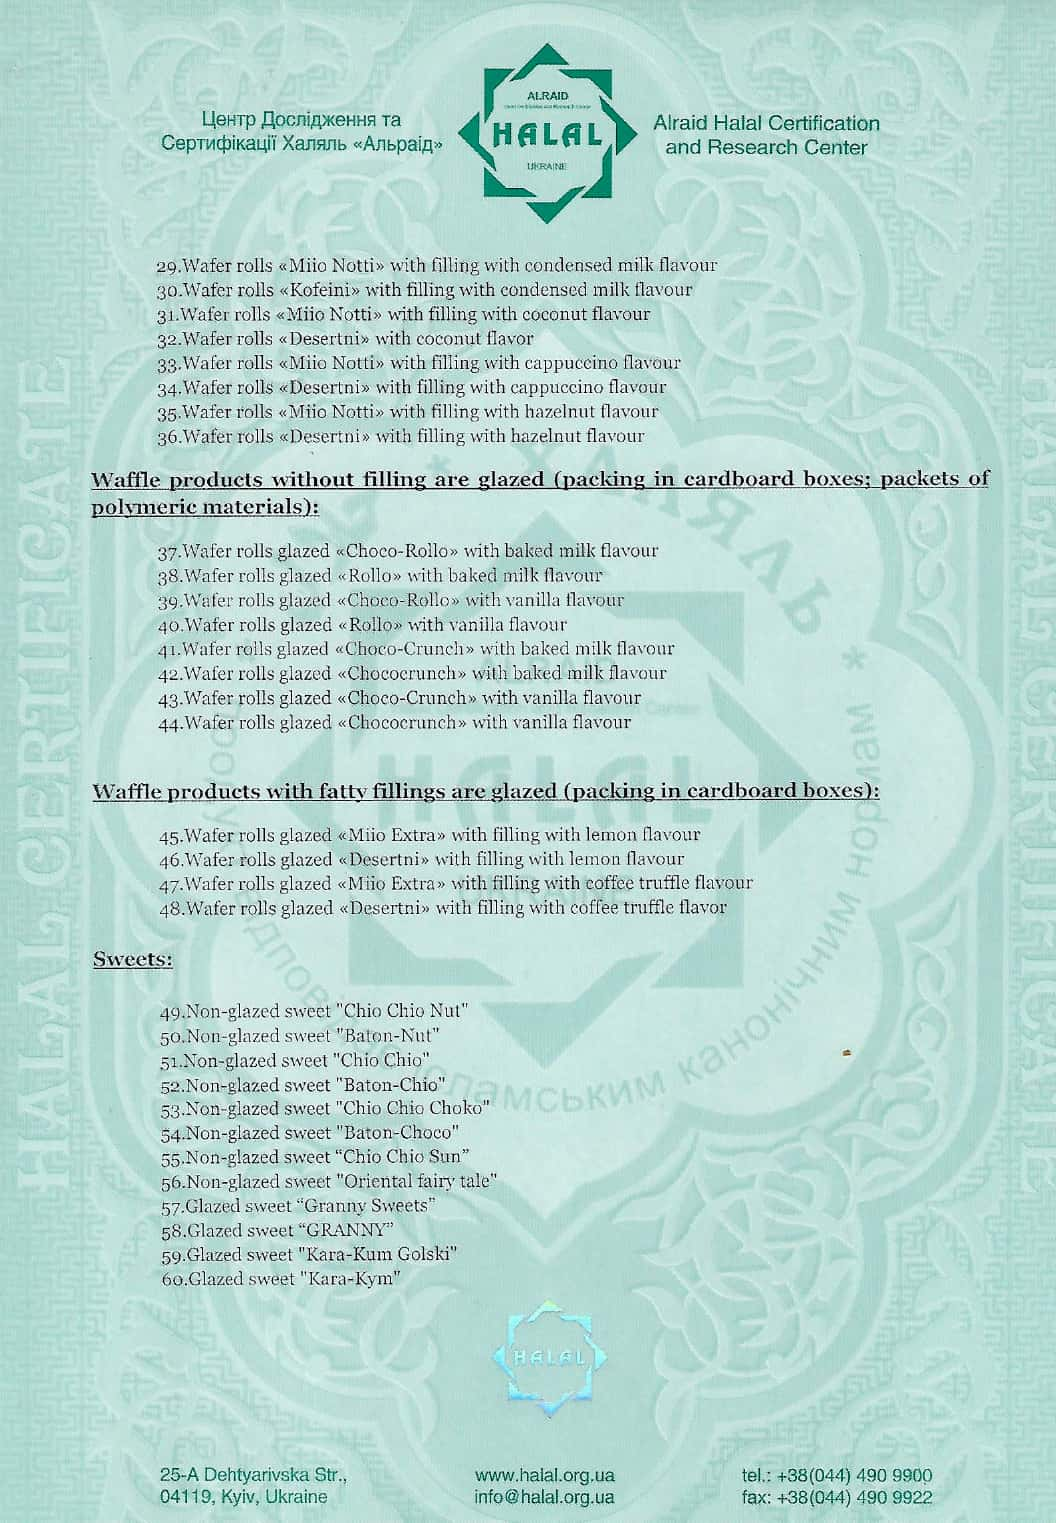 Центр Дослідження та
Сертифікації Халяль «Альраід»
ALRAID
HALAL
UKRAINE
Alraid Halal Certification
and Research Center
29.Wafer rolls «Miio Notti» with filling with condensed milk flavour
30.Wafer rolls «Kofeini» with filling with condensed milk flavour
31.Wafer rolls «Miio Notti» with filling with coconut flavour
32.Wafer rolls «Desertni» with coconut flavor
33.Wafer rolls «Miio Notti» with filling with cappuccino flavour
34.Wafer rolls «Desertni» with filling with cappuccino flavour
35.Wafer rolls «Miio Notti» with filling with hazelnut flavour
36.Wafer rolls «Desertni» with filling with hazelnut flavour
Waffle products without filling are glazed (packing in cardboard boxes; packets of
polymeric materials):
37.Wafer rolls glazed «Choco-Rollo» with baked milk flavour
38.Wafer rolls glazed «Rollo» with baked milk flavour
39.Wafer rolls glazed «Choco-Rollo» with vanilla flavour
40.Wafer rolls glazed «Rollo» with vanilla flavour
41.Wafer rolls glazed «Choco-Crunch» with baked milk flavour
42.Wafer rolls glazed «Chococrunch» with baked milk flavour
43.Wafer rolls glazed «Choco-Crunch» with vanilla flavour
44.Wafer rolls glazed «Chococrunch» with vanilla flavour
Waffle products with fatty fillings are glazed (packing in cardboard boxes):
45.Wafer rolls glazed «Miio Extra» with filling with lemon flavour
46.Wafer rolls glazed «Desertni» with filling with lemon flavour
47.Wafer rolls glazed «Miio Extra» with filling with coffee truffle flavour
48.Wafer rolls glazed «Desertni» with filling with coffee truffle flavor
Sweets:
49.Non-glazed sweet "Chio Chio Nut"
50.Non-glazed sweet "Baton-Nut"
51.Non-glazed sweet "Chio Chio"
52.Non-glazed sweet "Baton-Chio"
53.Non-glazed sweet "Chio Chio Choko"
54.Non-glazed sweet "Baton-Choco"
55.Non-glazed sweet “Chio Chio Sun”
56.Non-glazed sweet "Oriental fairy tale"
57.Glazed sweet “Granny Sweets”
58.Glazed sweet “GRANNY”
59.Glazed sweet "Kara-Kum Golski"
60.Glazed sweet "Kara-Kym"
HALAL
HALAL CERTIFICATE
HALAL CERTIFICATE
ХАЛЯЛЬ
ALRAID
HALAL
UKRAINE
канонічним нормам
25-A Dehtyarivska Str.,
04119, Kyiv, Ukraine
www.halal.org.ua
info@halal.org.ua
tel.: +38(044) 490 9900
fax: +38(044) 490 9922